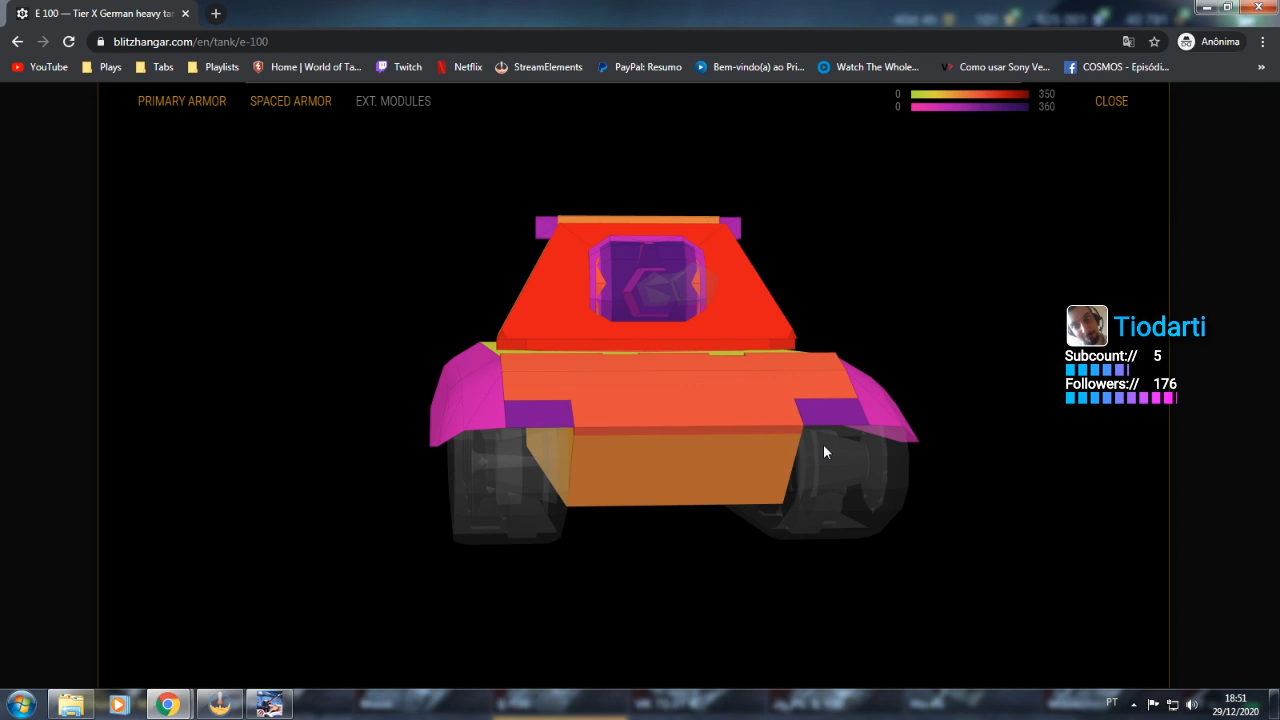 E 100 — Tier X German heavy ta
blitzhangar.com/en/tank/e-100
Anônima
YouTube Plays Tabs Playlists Home | World of Ta... Twitch Netflix StreamElements PayPal: Resumo Bem-vindo(a) ao Pri... Watch The Whole... Como usar Sony Ve... COSMOS - Episódi... »
PRIMARY ARMOR SPACED ARMOR EXT. MODULES
0 350
0 360
CLOSE
Tiodarti
Subcount:// 5
Followers:// 176
PT
18:51
29/12/2020